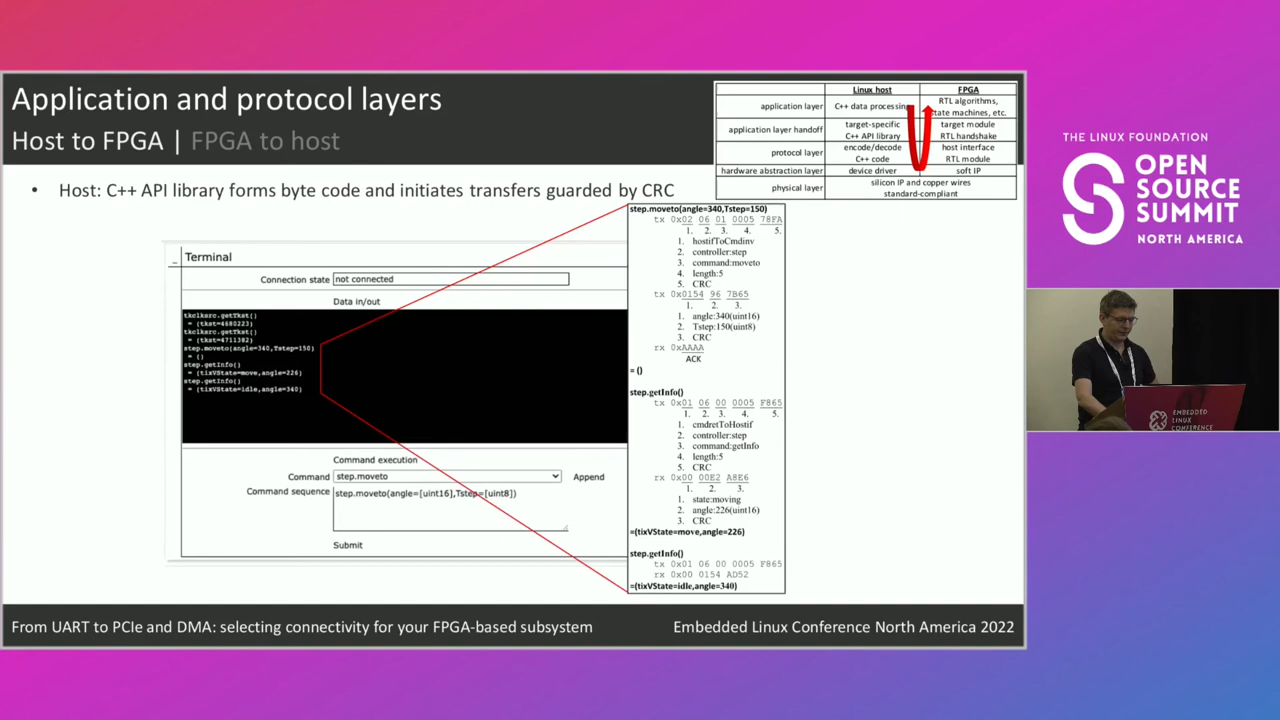 Application and protocol layers
Host to FPGA | FPGA to host
Linux host FPGA
application layer C++ data processing RTL algorithms,
state machines, etc.
application layer handoff target-specific target module
C++ API library RTL handshake
protocol layer encode/decode host interface
C++ code RTL module
hardware abstraction layer device driver soft IP
physical layer silicon IP and copper wires
standard-compliant
• Host: C++ API library forms byte code and initiates transfers guarded by CRC
_ Terminal
Connection state not connected
Data in/out
tkclksrc.getTkst()
= (tkst=4680223)
tkclksrc.getTkst()
= (tkst=4711382)
step.moveto(angle=340,Tstep=150)
= ()
step.getInfo()
= (tixVState=move,angle=226)
step.getInfo()
= (tixVState=idle,angle=340)
Command execution
Command step.moveto Append
Command sequence step.moveto(angle=[uint16],Tstep=[uint8])
Submit
step.moveto(angle=340,Tstep=150)
tx 0x02 06 01 0005 78FA
1. 2. 3. 4. 5.
1. hostifToCmdinv
2. controller:step
3. command:moveto
4. length:5
5. CRC
tx 0x0154 96 7B65
1. 2. 3.
1. angle:340(uint16)
2. Tstep:150(uint8)
3. CRC
rx 0xAAAA
ACK
= ()
step.getInfo()
tx 0x01 06 00 0005 F865
1. 2. 3. 4. 5.
1. cmdretToHostif
2. controller:step
3. command:getInfo
4. length:5
5. CRC
rx 0x00 00E2 A8E6
1. 2. 3.
1. state:moving
2. angle:226(uint16)
3. CRC
=(tixVState=move,angle=226)
step.getInfo()
tx 0x01 06 00 0005 F865
rx 0x00 0154 AD52
=(tixVState=idle,angle=340)
From UART to PCIe and DMA: selecting connectivity for your FPGA-based subsystem
Embedded Linux Conference North America 2022
THE LINUX FOUNDATION
OPEN
SOURCE
SUMMIT
NORTH AMERICA
EMBEDDED
LINUX
CONFERENCE